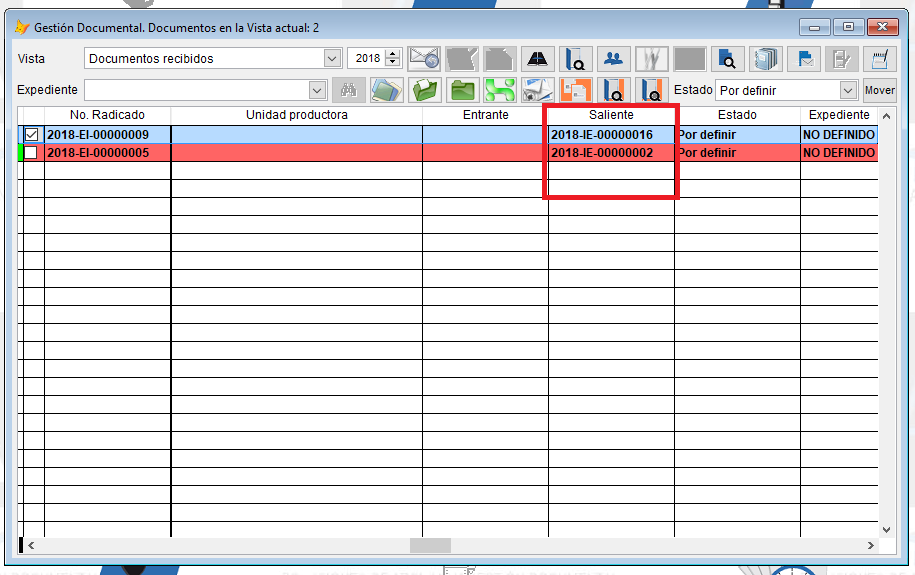 Gestión Documental. Documentos en la Vista actual: 2
Vista Documentos recibidos 2018
Expediente Estado Por definir Mover
No. Radicado Unidad productora Entrante Saliente Estado Expediente
2018-EI-00000009 2018-IE-00000016 Por definir NO DEFINIDO
2018-EI-00000005 2018-IE-00000002 Por definir NO DEFINIDO